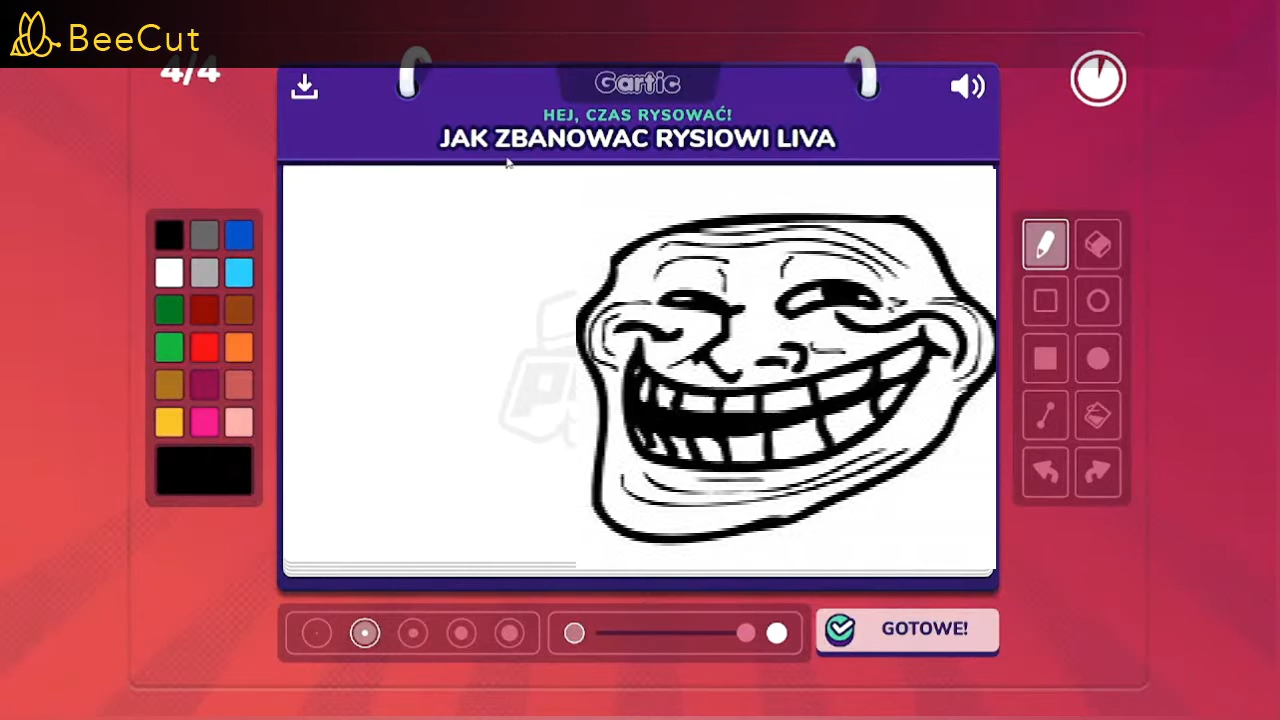 BeeCut
4/4
Gartic
HEJ, CZAS RYSOWAĆ!
JAK ZBANOWAC RYSIOWI LIVA
GOTOWE!